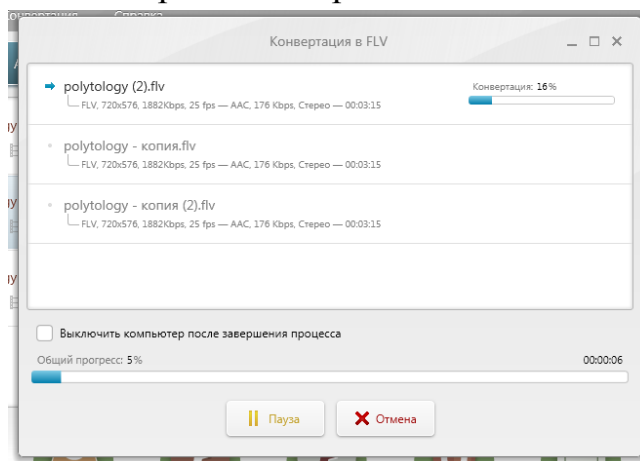 Конвертация Справка
Конвертация в FLV
polytology (2).flv
Конвертация: 16%
FLV, 720x576, 1882Kbps, 25 fps — AAC, 176 Kbps, Стерео — 00:03:15
polytology - копия.flv
FLV, 720x576, 1882Kbps, 25 fps — AAC, 176 Kbps, Стерео — 00:03:15
polytology - копия (2).flv
FLV, 720x576, 1882Kbps, 25 fps — AAC, 176 Kbps, Стерео — 00:03:15
Выключить компьютер после завершения процесса
Общий прогресс: 5%
00:00:06
Пауза
Отмена